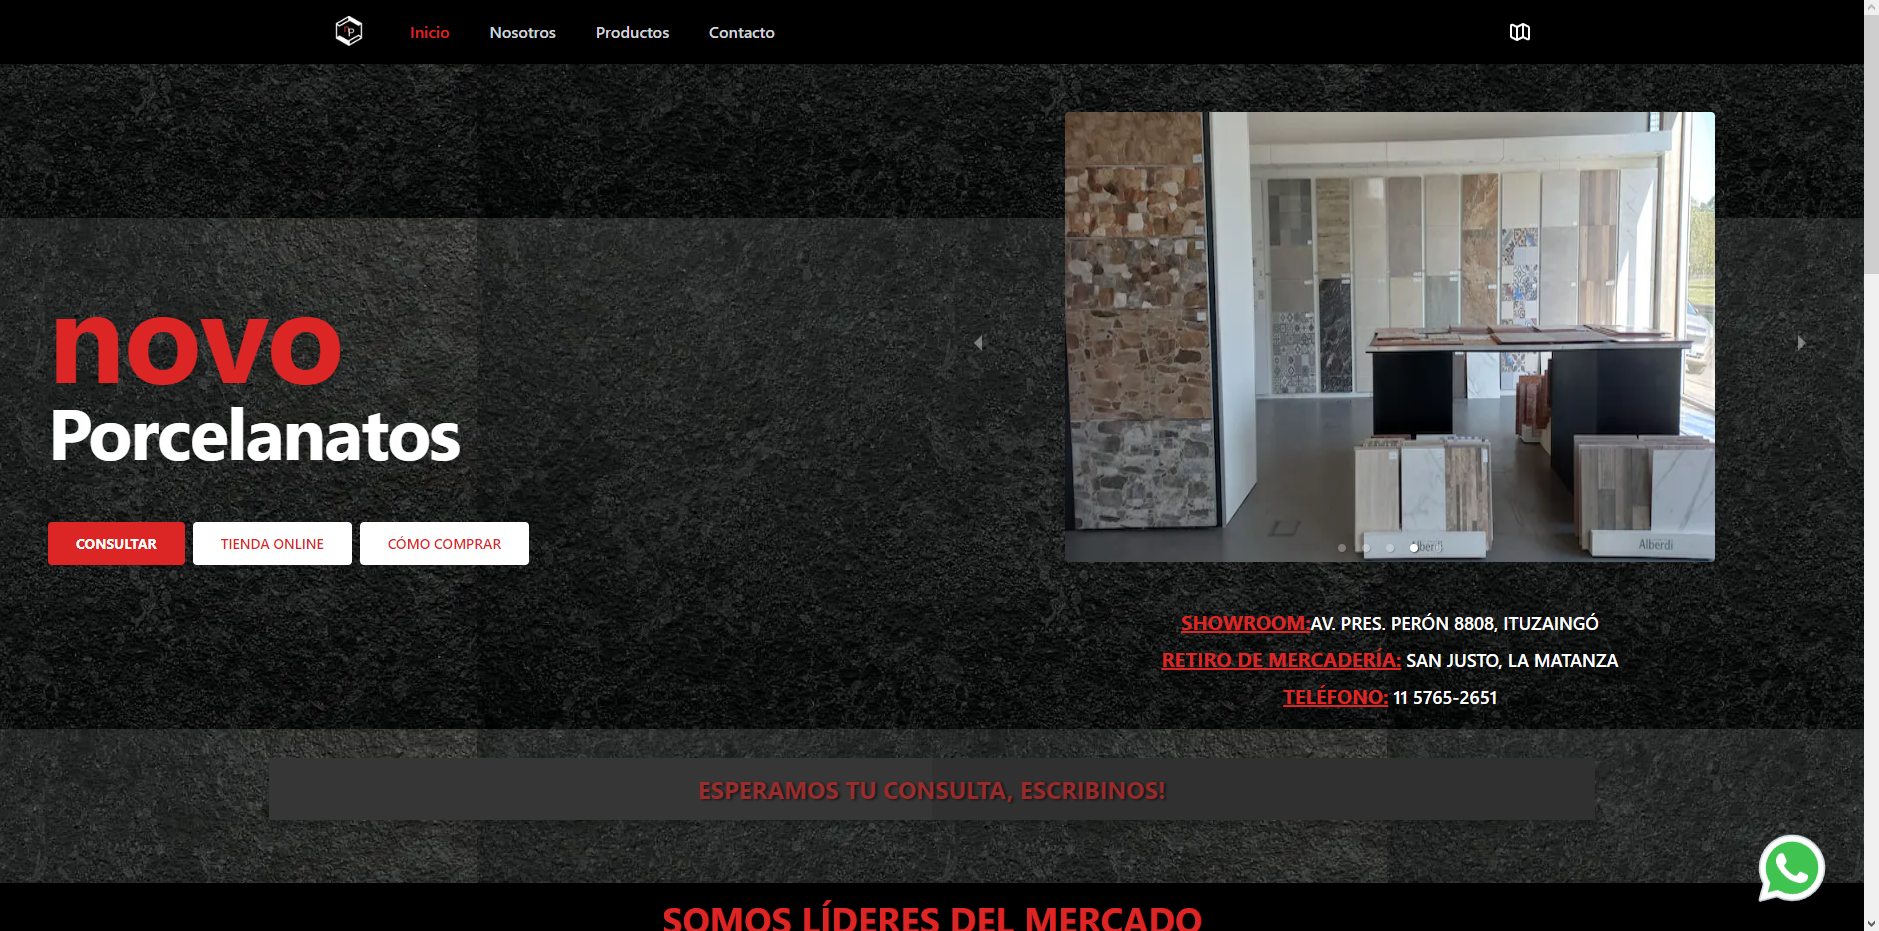 Inicio
Nosotros
Productos
Contacto
novo
Porcelanatos
CONSULTAR
TIENDA ONLINE
CÓMO COMPRAR
Alberdi
SHOWROOM:AV. PRES. PERÓN 8808, ITUZAINGÓ
RETIRO DE MERCADERÍA: SAN JUSTO, LA MATANZA
TELÉFONO: 11 5765-2651
ESPERAMOS TU CONSULTA, ESCRIBINOS!
SOMOS LÍDERES DEL MERCADO